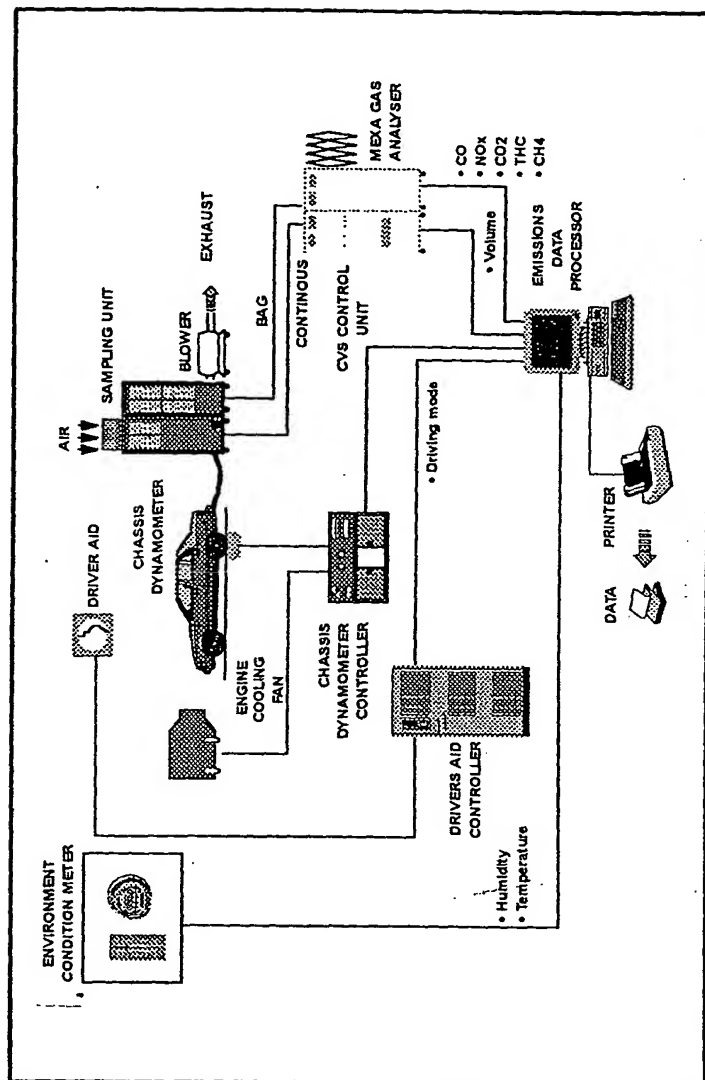 ENVIRONMENT
CONDITION METER
DRIVER AID
AIR
SAMPLING UNIT
CHASSIS
DYNAMOMETER
BLOWER
EXHAUST
ENGINE
COOLING
FAN
BAG
CONTINOUS
CHASSIS
DYNAMOMETER
CONTROLLER
CVS CONTROL
UNIT
MEXA GAS
ANALYSER
DRIVERS AID
CONTROLLER
• Driving mode
• Volume
• CO
• NOx
• CO2
• THC
• CH4
• Humidity
• Temperature
EMISSIONS
DATA
PROCESSOR
PRINTER
DATA